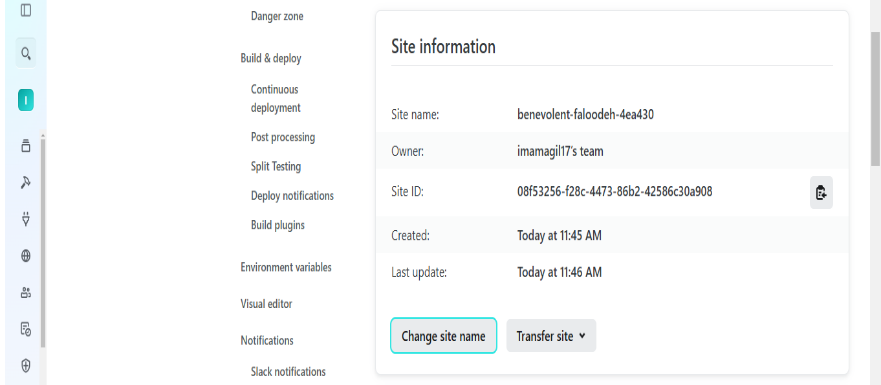 Danger zone
Build & deploy
Continuous
deployment
Post processing
Split Testing
Deploy notifications
Build plugins
Environment variables
Visual editor
Notifications
Slack notifications
I
Site information
Site name: benevolent-faloodeh-4ea430
Owner: imamagil17's team
Site ID: 08f53256-f28c-4473-86b2-42586c30a908
Created: Today at 11:45 AM
Last update: Today at 11:46 AM
Change site name Transfer site